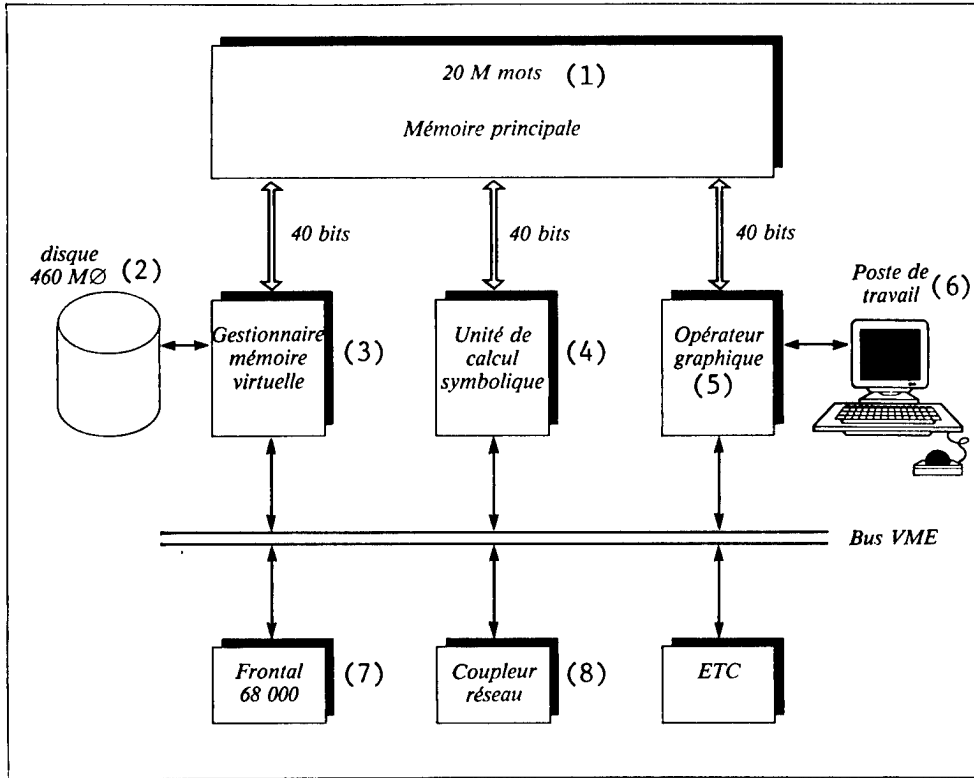 20 M mots (1)
Mémoire principale
40 bits
40 bits
40 bits
disque
460 MØ (2)
Gestionnaire
mémoire
virtuelle
(3)
Unité de
calcul
symbolique
(4)
Opérateur
graphique
(5)
Poste de
travail (6)
Bus VME
Frontal
68 000
(7)
Coupleur
réseau
(8)
ETC